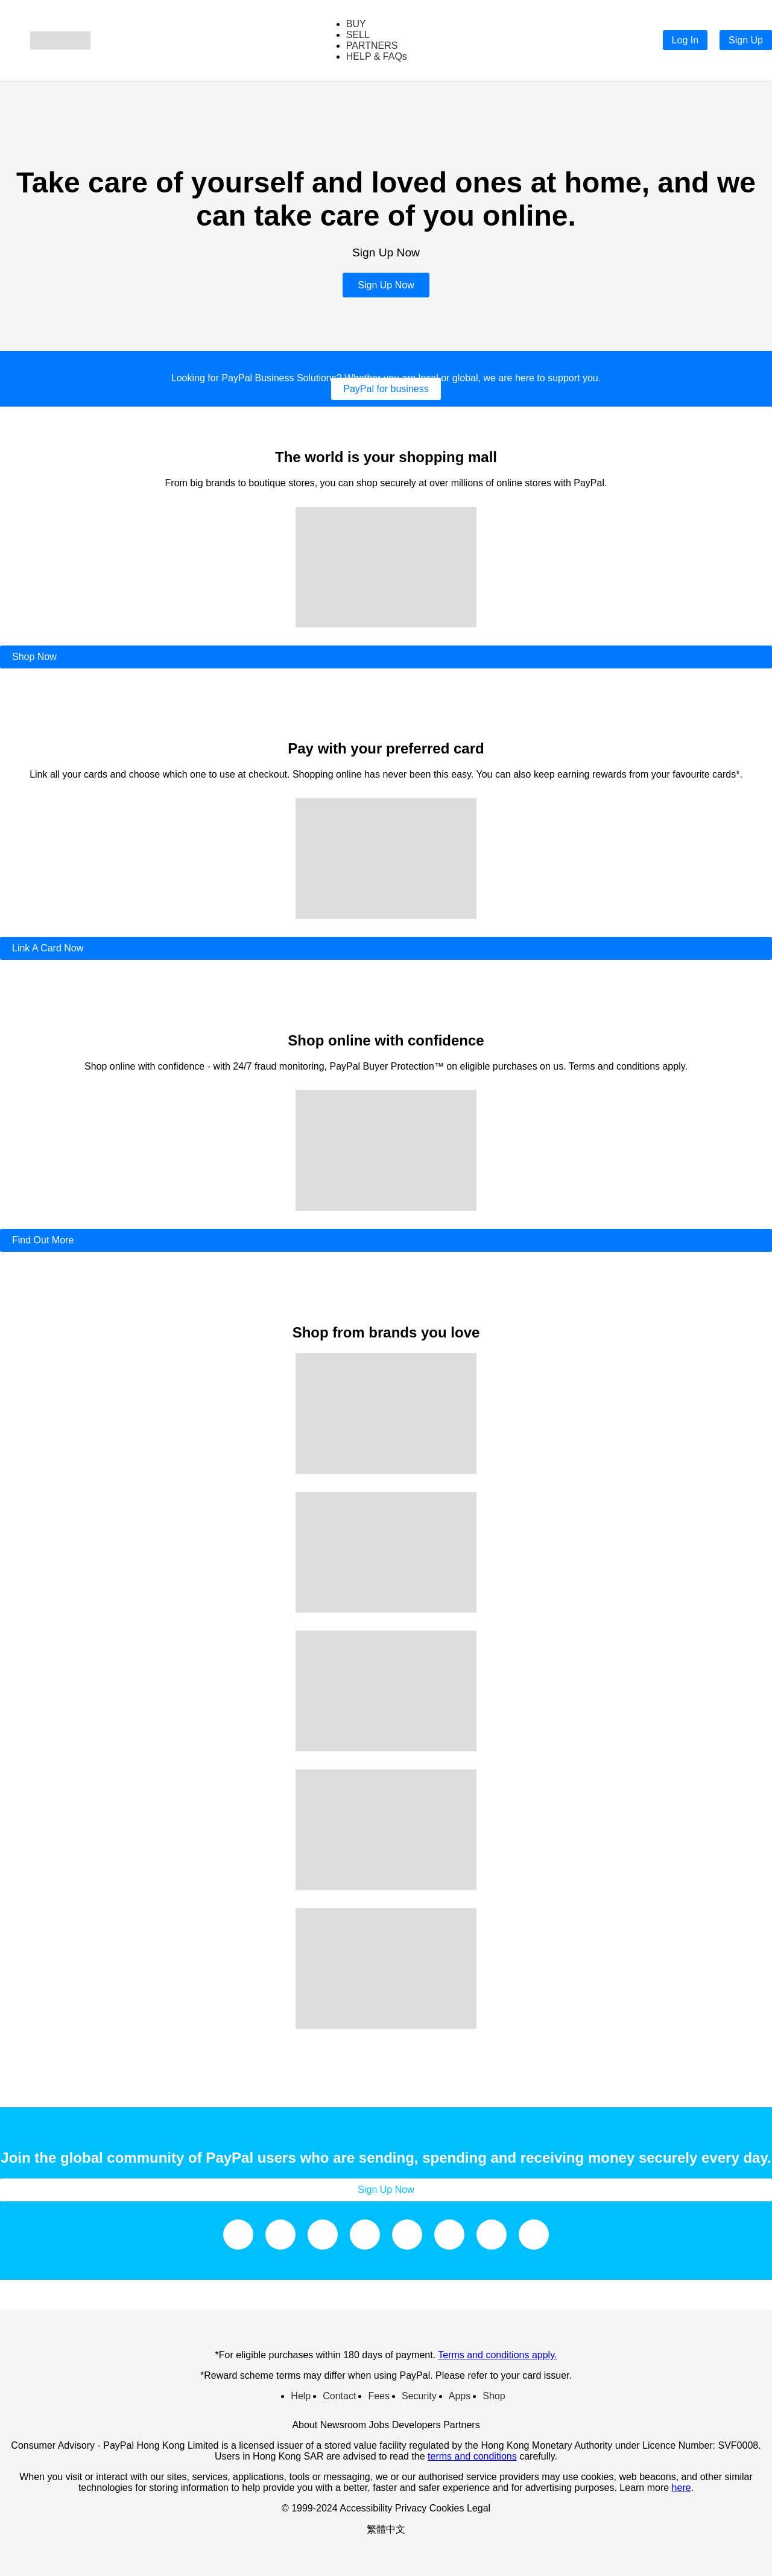 BUY
SELL
PARTNERS
HELP & FAQs
Log In
Sign Up
Take care of yourself and loved ones at home, and we
can take care of you online.
Sign Up Now
Sign Up Now
Looking for PayPal Business Solutions? Whether you are local or global, we are here to support you.
PayPal for business
The world is your shopping mall
From big brands to boutique stores, you can shop securely at over millions of online stores with PayPal.
Shop Now
Pay with your preferred card
Link all your cards and choose which one to use at checkout. Shopping online has never been this easy. You can also keep earning rewards from your favourite cards*.
Link A Card Now
Shop online with confidence
Shop online with confidence - with 24/7 fraud monitoring, PayPal Buyer Protection™ on eligible purchases on us. Terms and conditions apply.
Find Out More
Shop from brands you love
Join the global community of PayPal users who are sending, spending and receiving money securely every day.
Sign Up Now
*For eligible purchases within 180 days of payment. Terms and conditions apply.
*Reward scheme terms may differ when using PayPal. Please refer to your card issuer.
Help Contact Fees Security Apps Shop
About Newsroom Jobs Developers Partners
Consumer Advisory - PayPal Hong Kong Limited is a licensed issuer of a stored value facility regulated by the Hong Kong Monetary Authority under Licence Number: SVF0008.
Users in Hong Kong SAR are advised to read the terms and conditions carefully.
When you visit or interact with our sites, services, applications, tools or messaging, we or our authorised service providers may use cookies, web beacons, and other similar
technologies for storing information to help provide you with a better, faster and safer experience and for advertising purposes. Learn more here.
© 1999-2024 Accessibility Privacy Cookies Legal
繁體中文